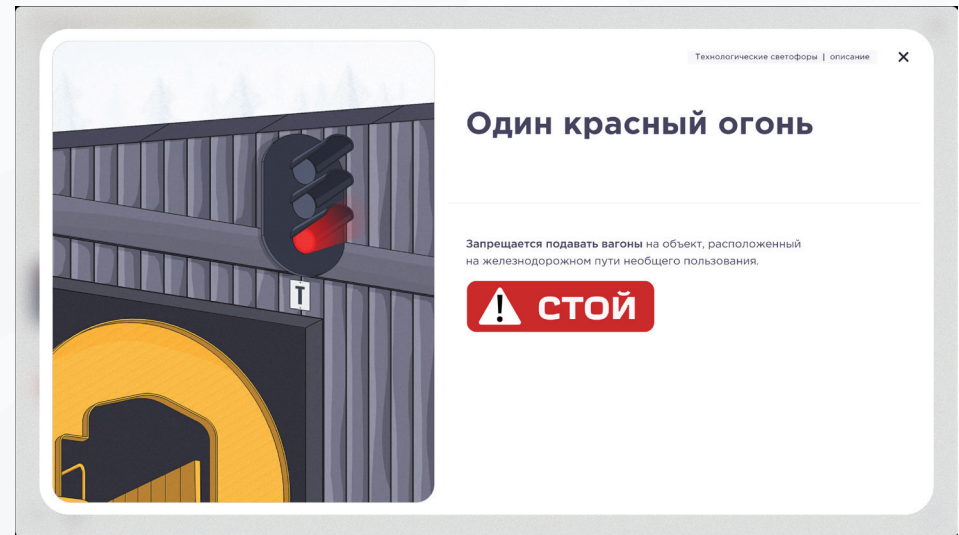 Технологические светофоры | описание
Один красный огонь
Запрещается подавать вагоны на объект, расположенный
на железнодорожном пути необщего пользования.
СТОЙ
Т